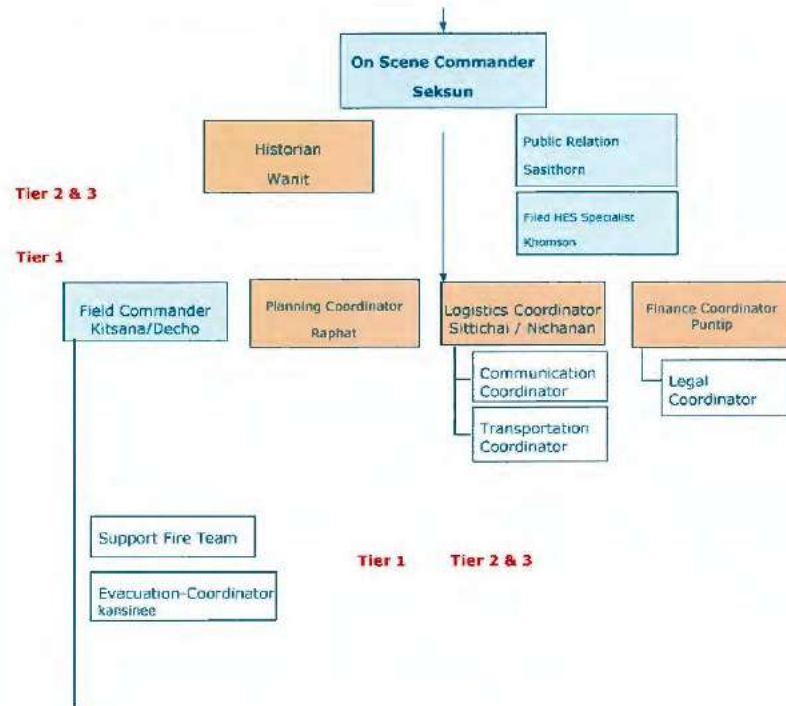 On Scene Commander
Seksun
Historian
Wanit
Public Relation
Sasithorn
Tier 2 & 3
Filed HES Specialist
Khomson
Tier 1
Field Commander
Kitsana/Decho
Planning Coordinator
Raphat
Logistics Coordinator
Sittichai / Nichanan
Finance Coordinator
Puntip
Communication
Coordinator
Legal
Coordinator
Transportation
Coordinator
Support Fire Team
Tier 1
Tier 2 & 3
Evacuation-Coordinator
kansinee